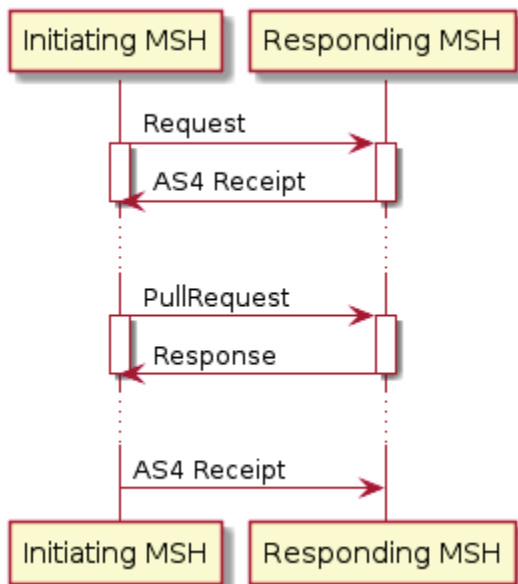 Initiating MSH
Responding MSH
Request
AS4 Receipt
PullRequest
Response
AS4 Receipt
Initiating MSH
Responding MSH